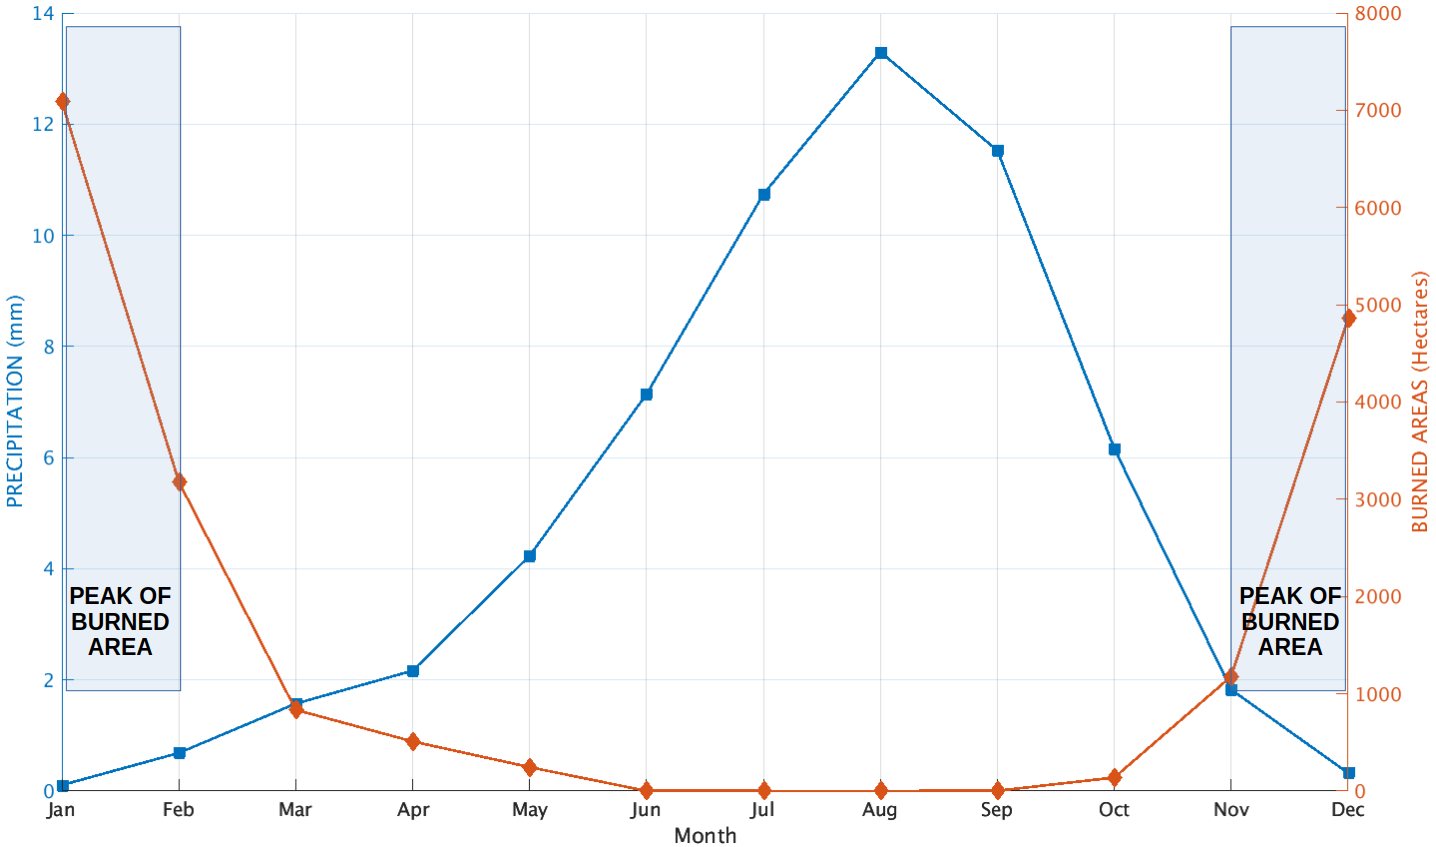 14
12
10
8
6
4
2
0
PRECIPITATION (mm)
8000
7000
6000
5000
4000
3000
2000
1000
0
BURNED AREAS (Hectares)
PEAK OF
BURNED
AREA
PEAK OF
BURNED
AREA
Jan Feb Mar Apr May Jun Jul Aug Sep Oct Nov Dec
Month